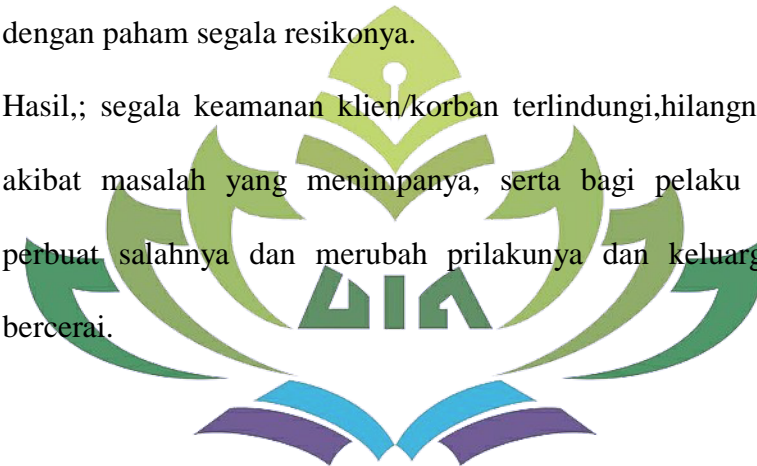 dengan paham segala resikonya.
Hasil,; segala keamanan klien/korban terlindungi,hilangn
akibat masalah yang menimpanya, serta bagi pelaku
perbuat salahnya dan merubah prilakunya dan keluarg
bercerai.
UIN